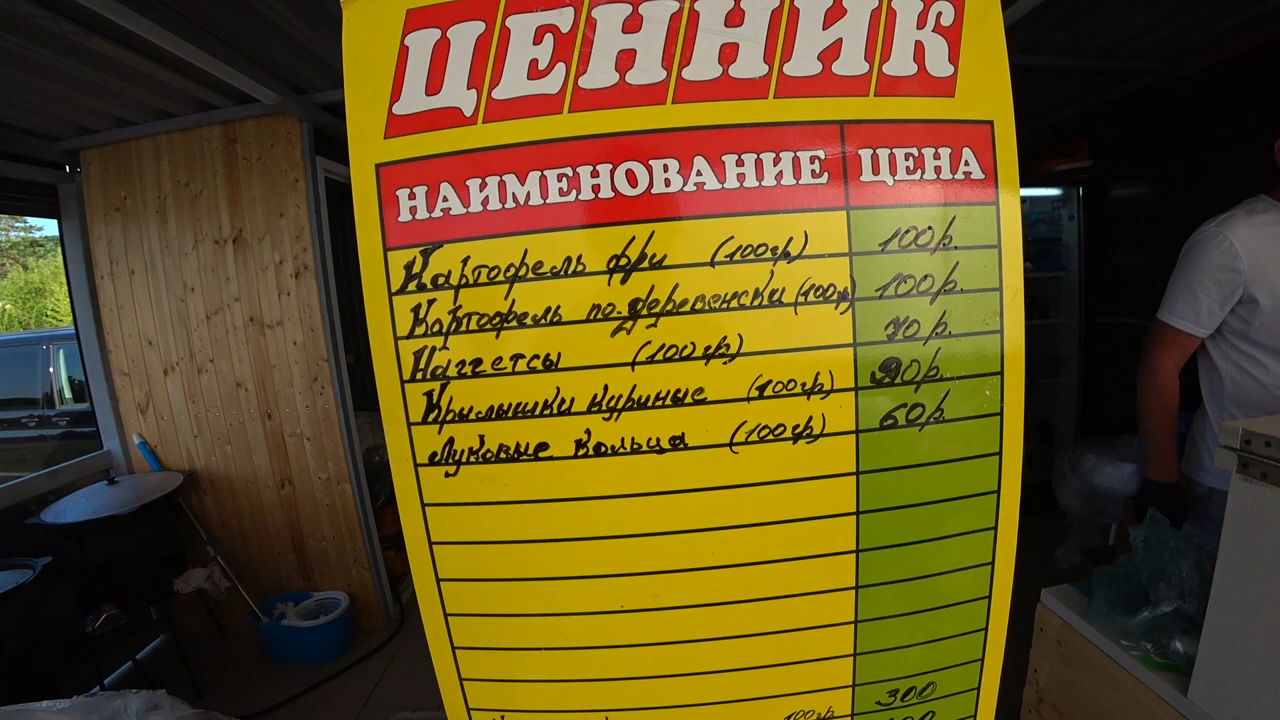 ЦЕННИК
НАИМЕНОВАНИЕ ЦЕНА
Картофель фри (100гр) 100р.
Картофель по-деревенски (100гр) 100р.
Наггетсы (100гр) 70р.
Крылышки куриные (100гр) 90р.
Луковые кольца (100гр) 60р.
300
100гр